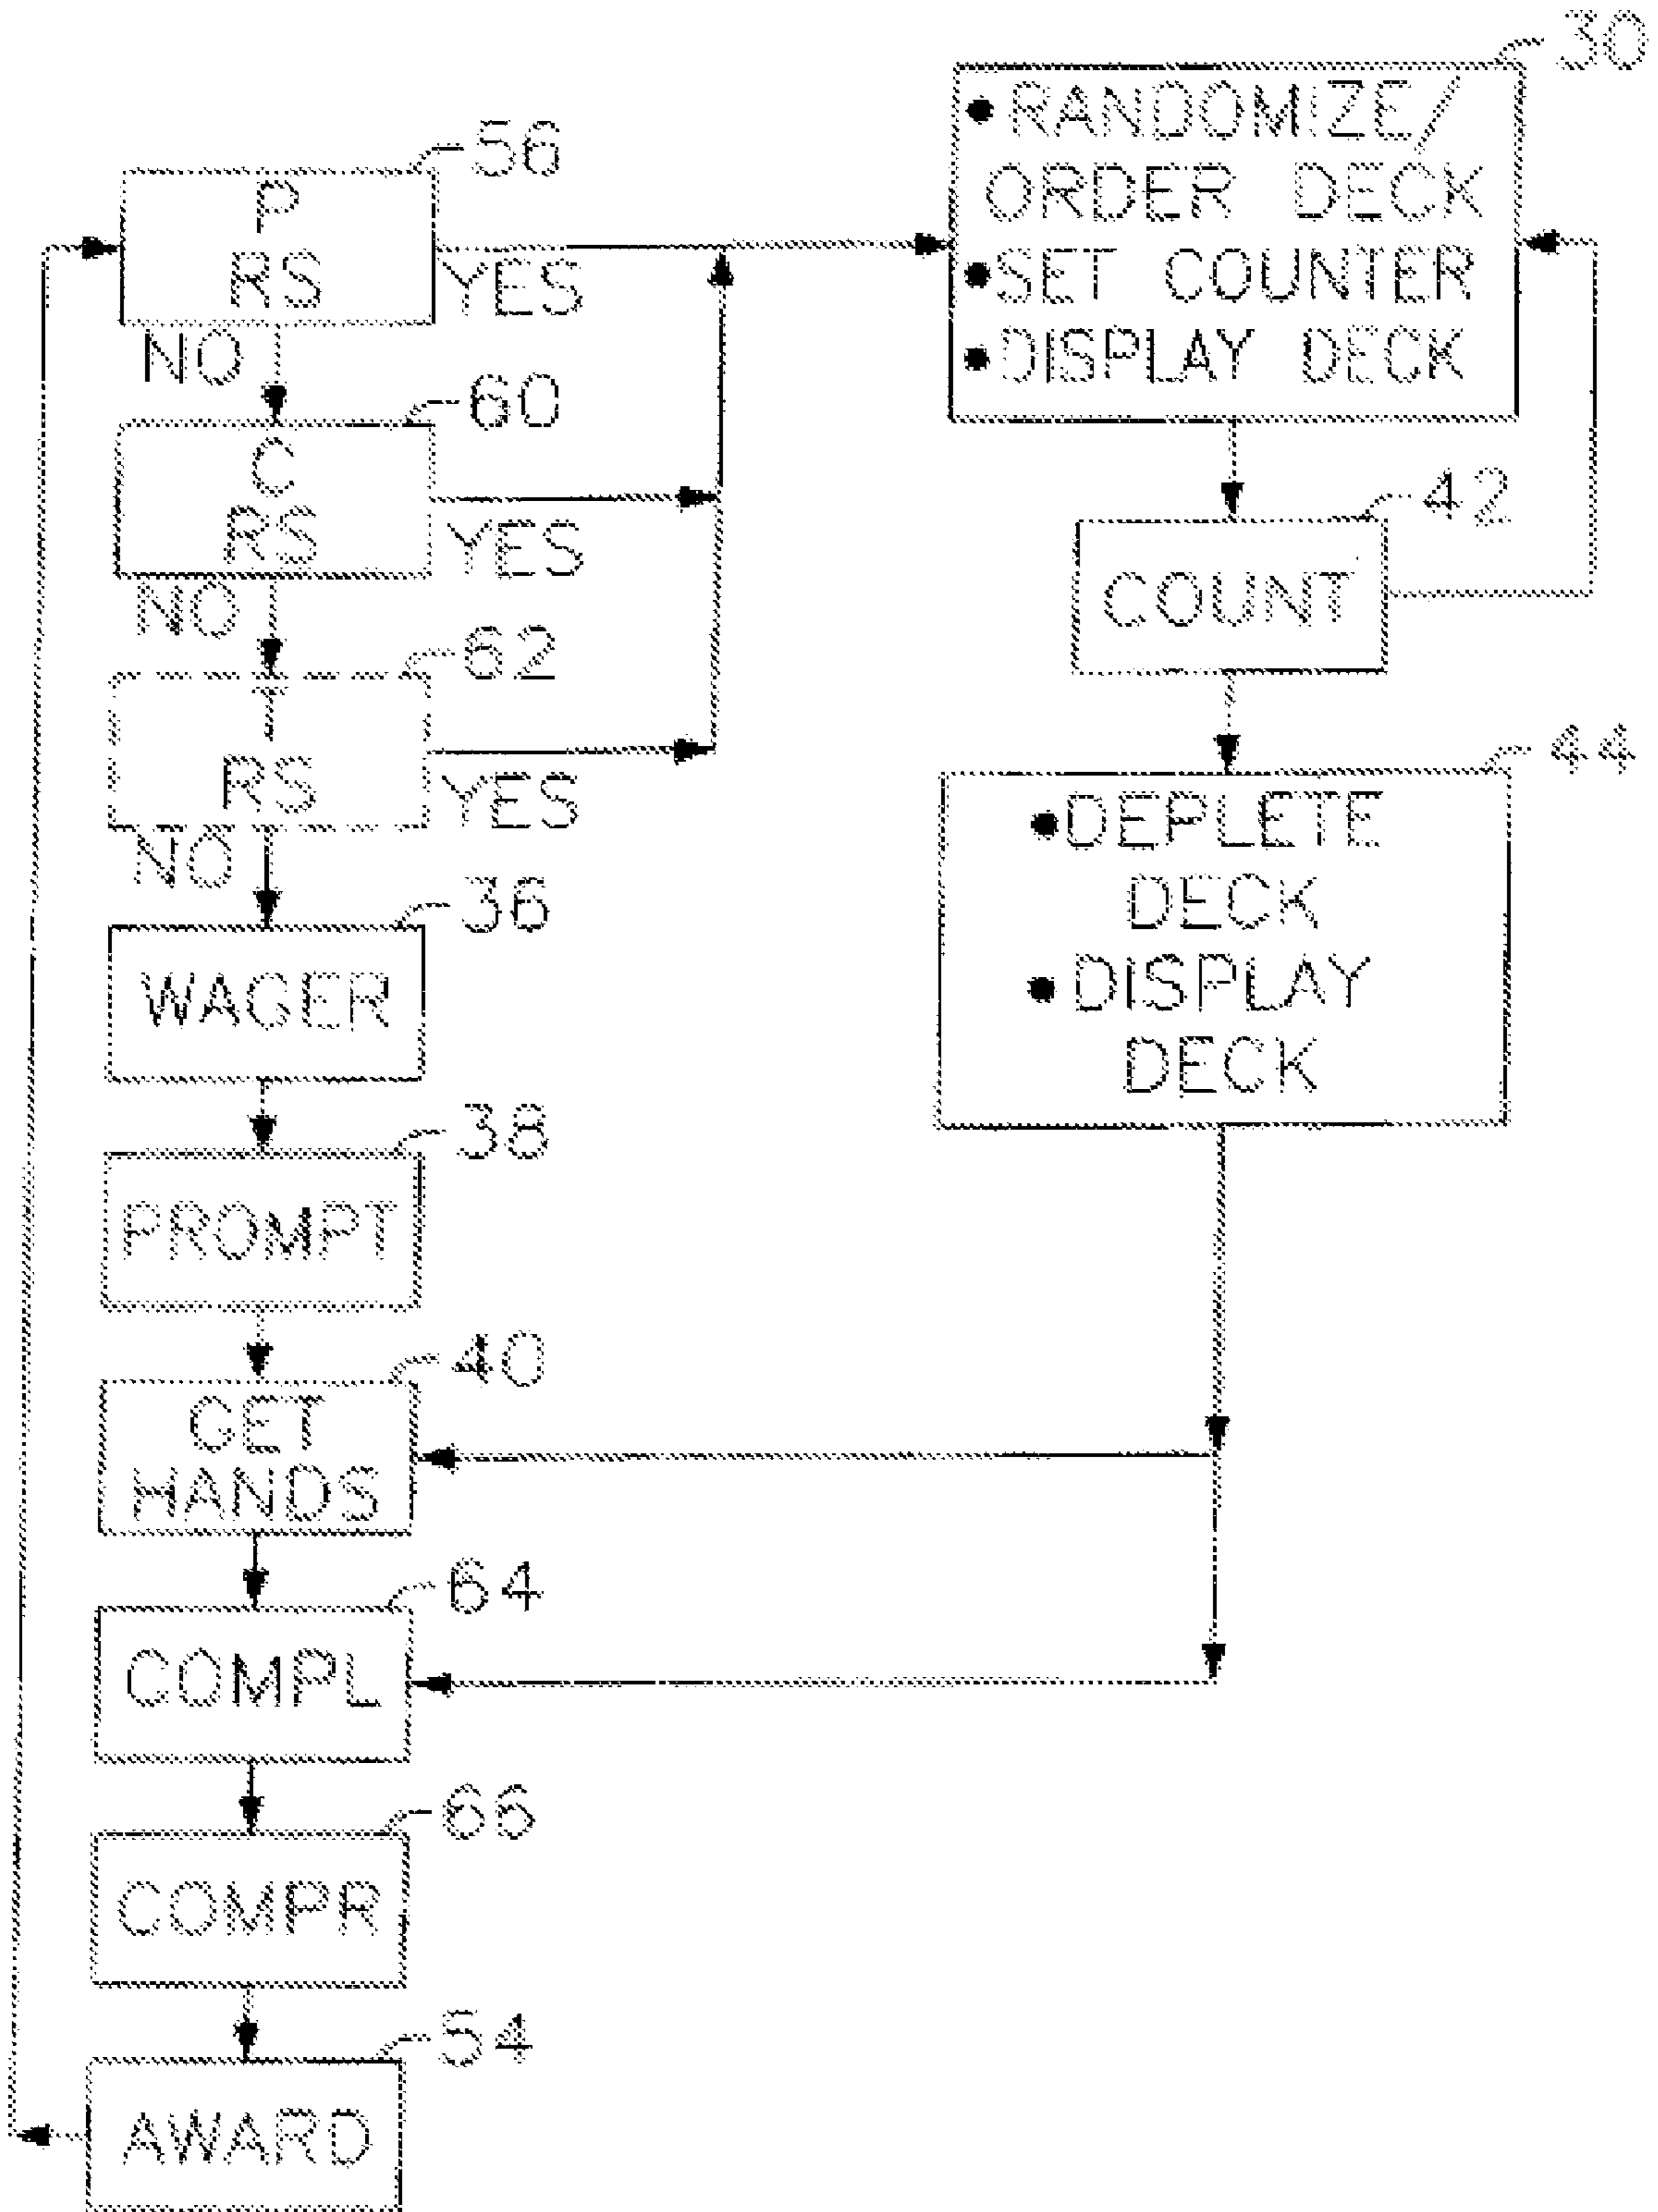 30
• RANDOMIZE/
ORDER DECK
• SET COUNTER
• DISPLAY DECK
56
P
RS
YES
NO
60
C
RS
YES
NO
62
T
RS
YES
NO
42
COUNT
44
• DEPLETE
DECK
• DISPLAY
DECK
36
WAGER
38
PROMPT
40
GET
HANDS
64
COMPL
66
COMPR
54
AWARD